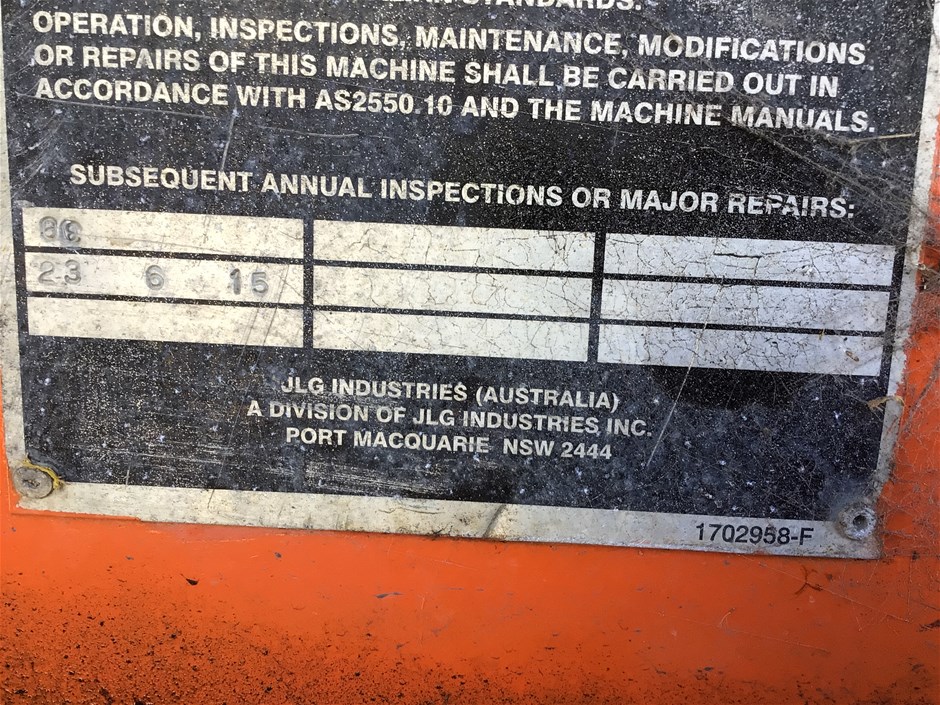 STANDARDS.
OPERATION, INSPECTIONS, MAINTENANCE, MODIFICATIONS
OR REPAIRS OF THIS MACHINE SHALL BE CARRIED OUT IN
ACCORDANCE WITH AS2550.10 AND THE MACHINE MANUALS.
SUBSEQUENT ANNUAL INSPECTIONS OR MAJOR REPAIRS:
23 6 15
JLG INDUSTRIES (AUSTRALIA)
A DIVISION OF JLG INDUSTRIES INC.
PORT MACQUARIE NSW 2444
1702958-F